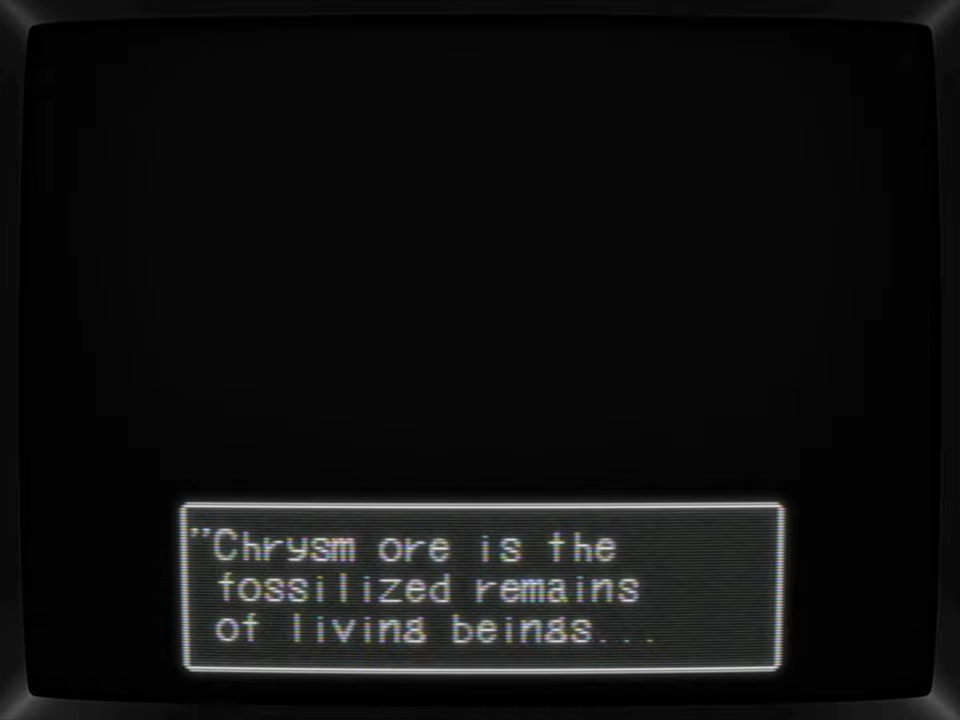 "Chrysm ore is the
fossilized remains
of living beings...